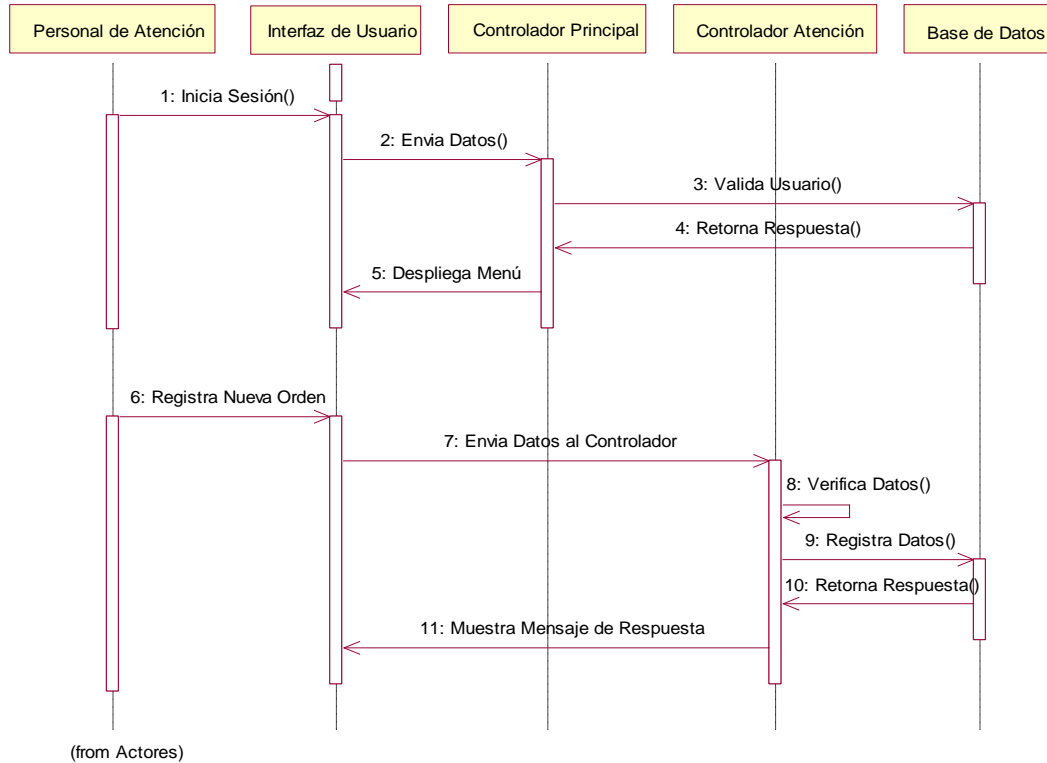 Personal de Atención
Interfaz de Usuario
Controlador Principal
Controlador Atención
Base de Datos
1: Inicia Sesión()
2: Envia Datos()
3: Valida Usuario()
4: Retorna Respuesta()
5: Despliega Menú
6: Registra Nueva Orden
7: Envia Datos al Controlador
8: Verifica Datos()
9: Registra Datos()
10: Retorna Respuesta()
11: Muestra Mensaje de Respuesta
(from Actores)